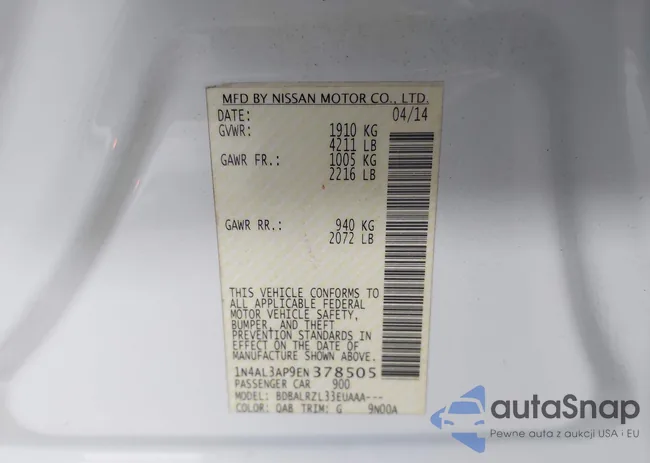 MFD BY NISSAN MOTOR CO., LTD.
DATE: 04/14
GVWR: 1910 KG
4211 LB
GAWR FR.: 1005 KG
2216 LB
GAWR RR.: 940 KG
2072 LB
THIS VEHICLE CONFORMS TO
ALL APPLICABLE FEDERAL
MOTOR VEHICLE SAFETY,
BUMPER, AND THEFT
PREVENTION STANDARDS IN
EFFECT ON THE DATE OF
MANUFACTURE SHOWN ABOVE.
1N4AL3AP9EN378505
PASSENGER CAR 900
MODEL: BDBALRZL33EUAAA---
COLOR: QAB TRIM: G 9N00A
autoSnap
Pewne auta z aukcji USA i EU